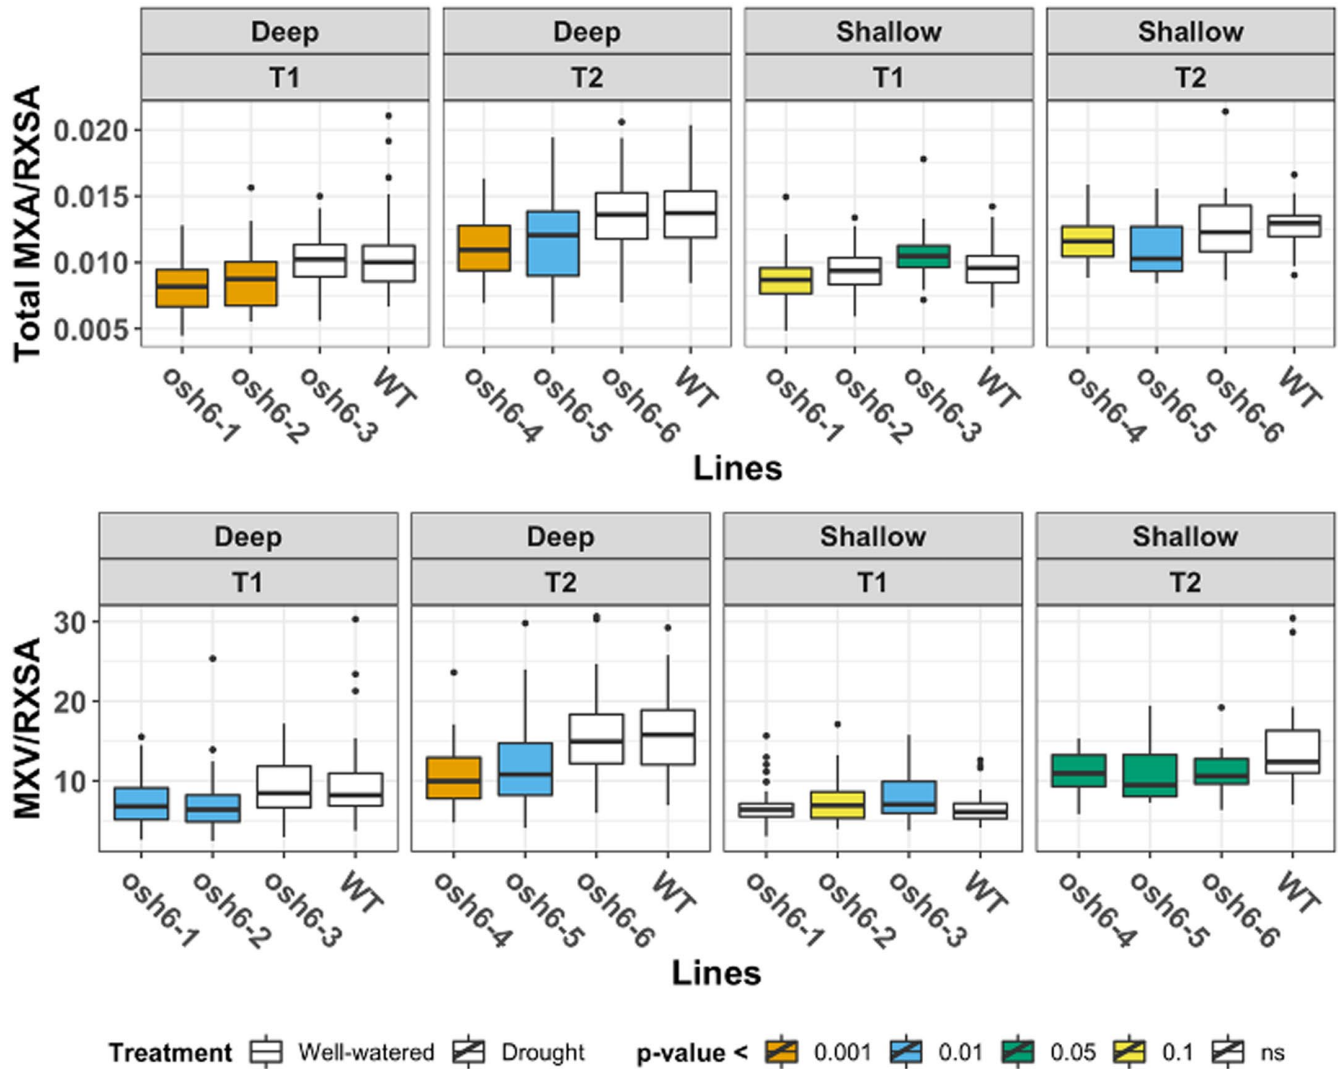 Deep Deep Shallow Shallow
T1 T2 T1 T2
Total MXA/RXSA
0.020
0.015
0.010
0.005
osh6-1 osh6-2 osh6-3 WT osh6-4 osh6-5 osh6-6 WT osh6-1 osh6-2 osh6-3 WT osh6-4 osh6-5 osh6-6 WT
Lines
Deep Deep Shallow Shallow
T1 T2 T1 T2
MXV/RXSA
30
20
10
osh6-1 osh6-2 osh6-3 WT osh6-4 osh6-5 osh6-6 WT osh6-1 osh6-2 osh6-3 WT osh6-4 osh6-5 osh6-6 WT
Lines
Treatment Well-watered Drought p-value < 0.001 0.01 0.05 0.1 ns